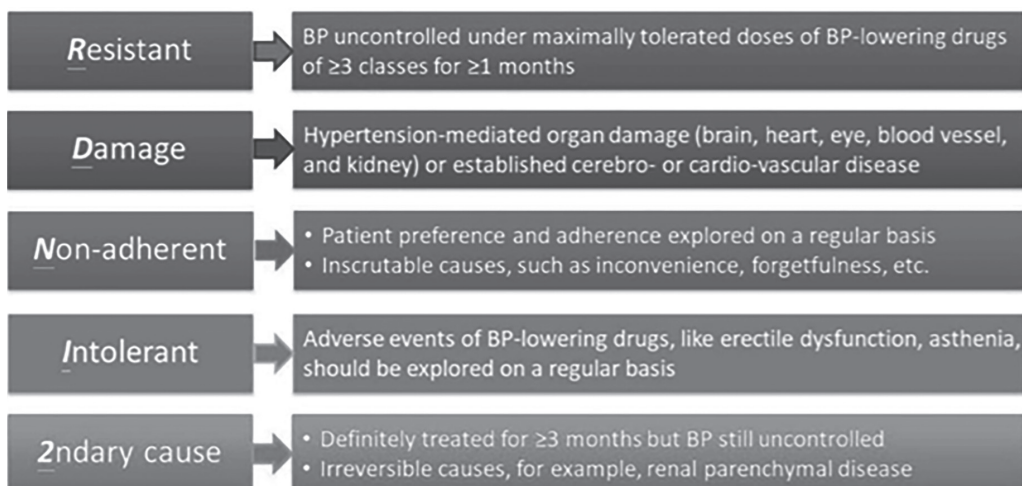 Resistant
BP uncontrolled under maximally tolerated doses of BP-lowering drugs
of ≥3 classes for ≥1 months
Damage
Hypertension-mediated organ damage (brain, heart, eye, blood vessel,
and kidney) or established cerebro- or cardio-vascular disease
Non-adherent
• Patient preference and adherence explored on a regular basis
• Inscrutable causes, such as inconvenience, forgetfulness, etc.
Intolerant
Adverse events of BP-lowering drugs, like erectile dysfunction, asthenia,
should be explored on a regular basis
2ndary cause
• Definitely treated for ≥3 months but BP still uncontrolled
• Irreversible causes, for example, renal parenchymal disease